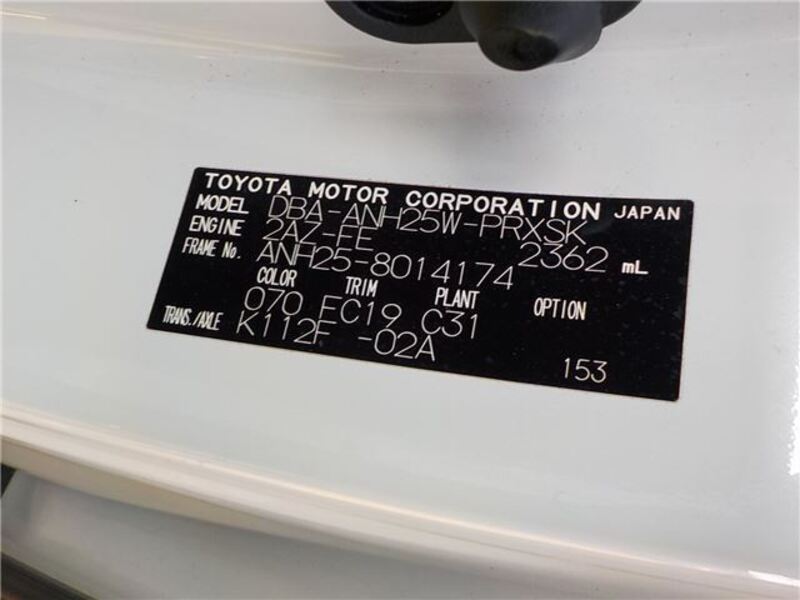 TOYOTA MOTOR CORPORATION JAPAN
MODEL DBA-ANH25W-PRXSK
ENGINE 2AZ-FE 2362 mL
FRAME No. ANH25-8014174
COLOR TRIM PLANT OPTION
070 FC19 C31
TRANS./AXLE K112F -02A
153